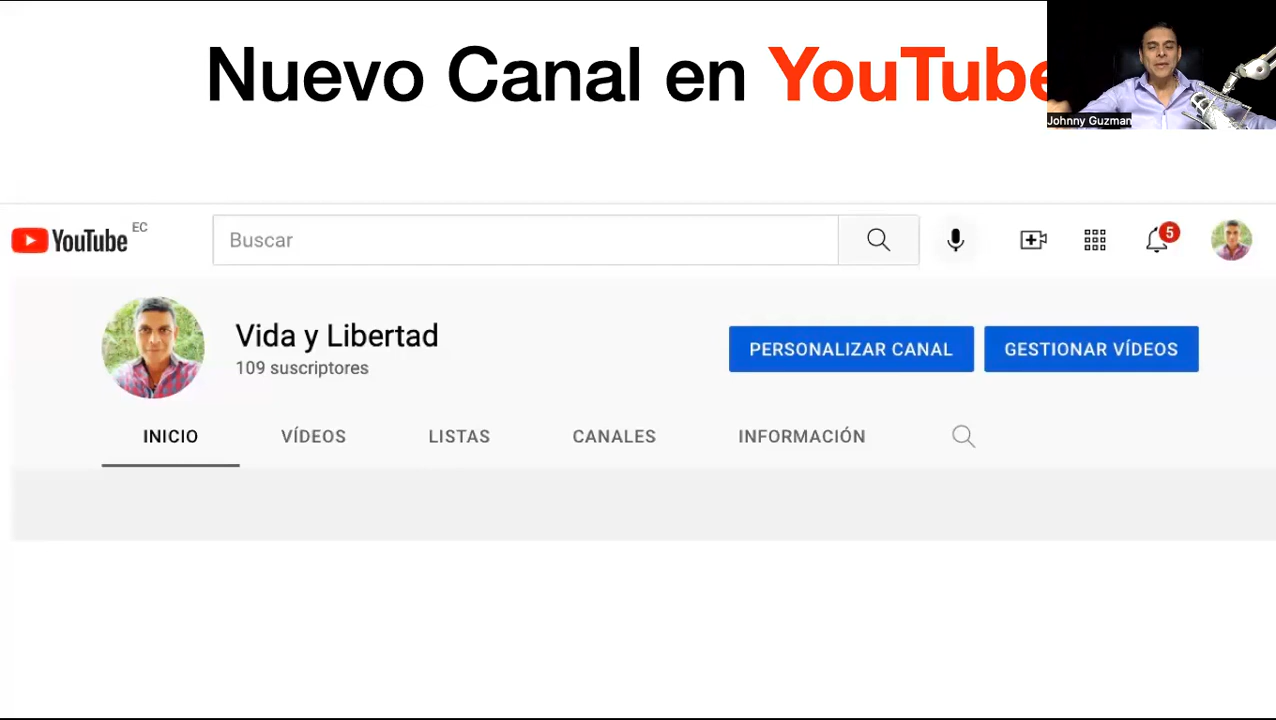 Nuevo Canal en YouTube
Johnny Guzman
YouTube EC
Buscar
5
Vida y Libertad
109 suscriptores
PERSONALIZAR CANAL
GESTIONAR VÍDEOS
INICIO VÍDEOS LISTAS CANALES INFORMACIÓN